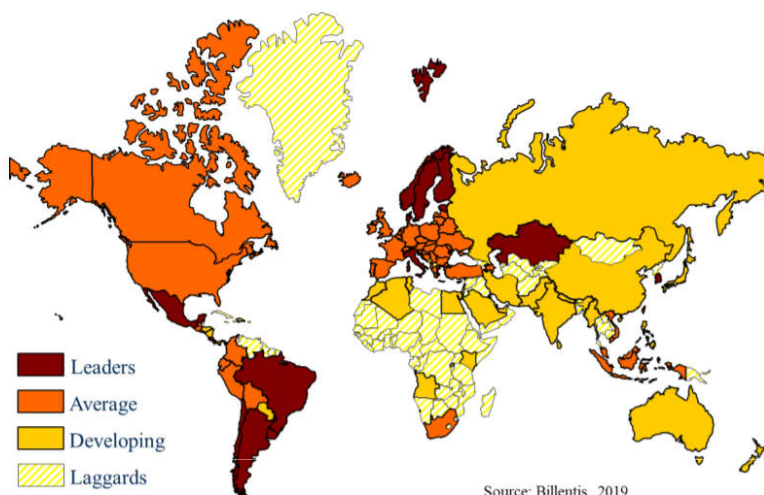 Leaders
Average
Developing
Laggards
Source: Billentis, 2019